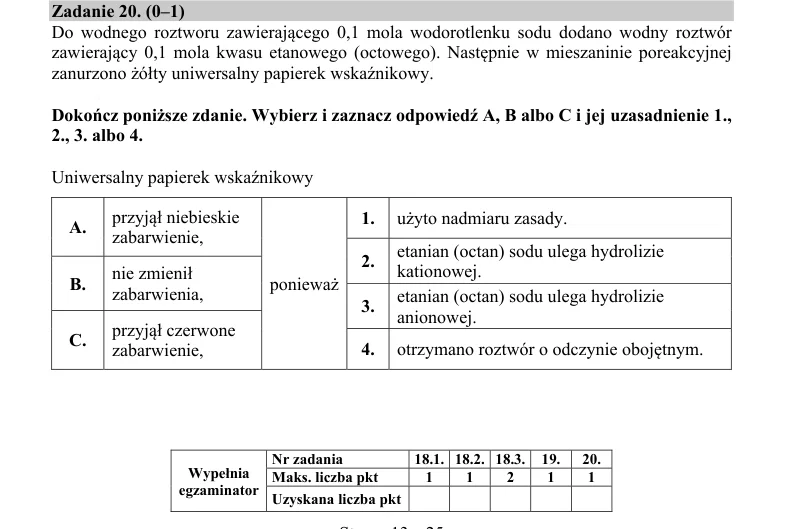 Zadanie 20. (0–1)
Do wodnego roztworu zawierającego 0,1 mola wodorotlenku sodu dodano wodny roztwór
zawierający 0,1 mola kwasu etanowego (octowego). Następnie w mieszaninie poreakcyjnej
zanurzono żółty uniwersalny papierek wskaźnikowy.
Dokończ poniższe zdanie. Wybierz i zaznacz odpowiedź A, B albo C i jej uzasadnienie 1.,
2., 3. albo 4.
Uniwersalny papierek wskaźnikowy
A.
przyjął niebieskie
zabarwienie,
B.
nie zmienił
zabarwienia,
C.
przyjął czerwone
zabarwienie,
ponieważ
1.
użyto nadmiaru zasady.
2.
etanian (octan) sodu ulega hydrolizie
kationowej.
3.
etanian (octan) sodu ulega hydrolizie
anionowej.
4.
otrzymano roztwór o odczynie obojętnym.
Wypełnia
egzaminator
Nr zadania 18.1. 18.2. 18.3. 19. 20.
Maks. liczba pkt 1 1 2 1 1
Uzyskana liczba pkt